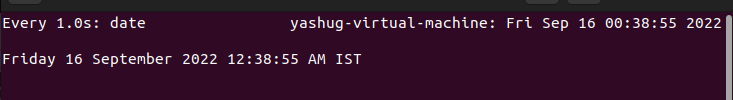 Every 1.0s: date yashug-virtual-machine: Fri Sep 16 00:38:55 2022
Friday 16 September 2022 12:38:55 AM IST